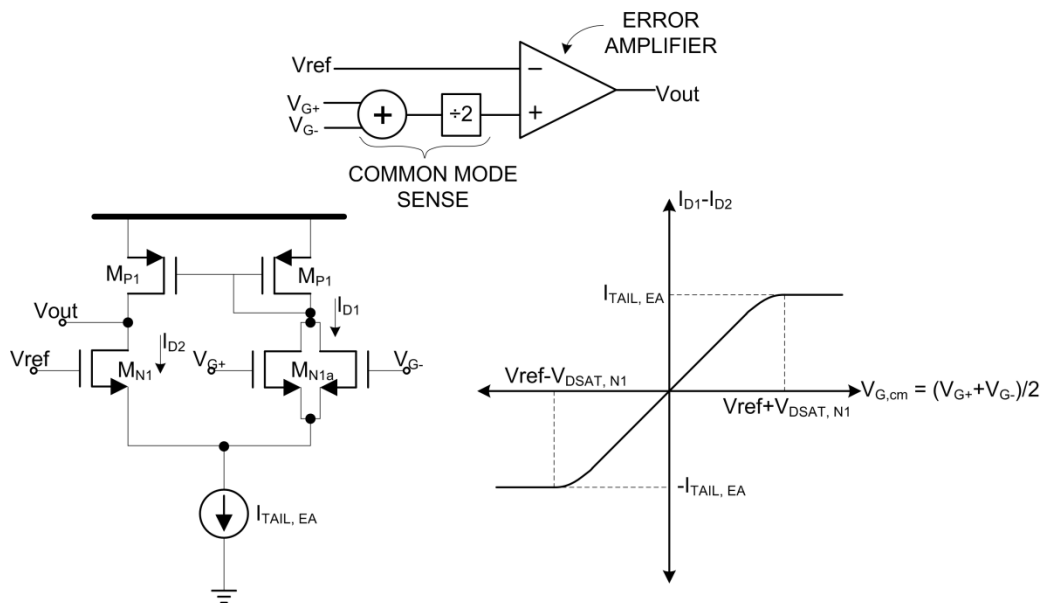 ERROR
AMPLIFIER
Vref
−
Vout
V_G+
V_G-
+
÷2
+
COMMON MODE
SENSE
I_D1-I_D2
M_P1
M_P1
I_TAIL, EA
Vout
I_D2
I_D1
Vref
M_N1
V_G+
M_N1a
V_G-
Vref-V_DSAT, N1
V_G,cm = (V_G++V_G-)/2
Vref+V_DSAT, N1
-I_TAIL, EA
I_TAIL, EA